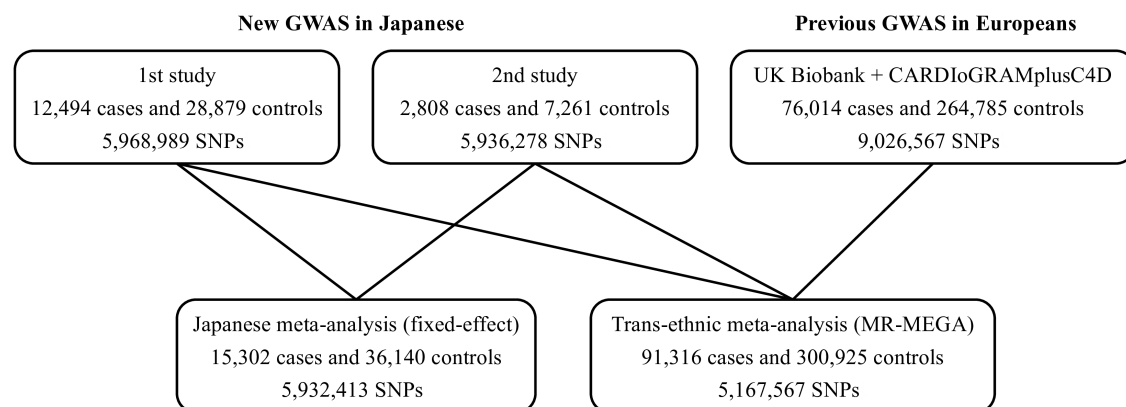 New GWAS in Japanese
Previous GWAS in Europeans
1st study
12,494 cases and 28,879 controls
5,968,989 SNPs
2nd study
2,808 cases and 7,261 controls
5,936,278 SNPs
UK Biobank + CARDIoGRAMplusC4D
76,014 cases and 264,785 controls
9,026,567 SNPs
Japanese meta-analysis (fixed-effect)
15,302 cases and 36,140 controls
5,932,413 SNPs
Trans-ethnic meta-analysis (MR-MEGA)
91,316 cases and 300,925 controls
5,167,567 SNPs